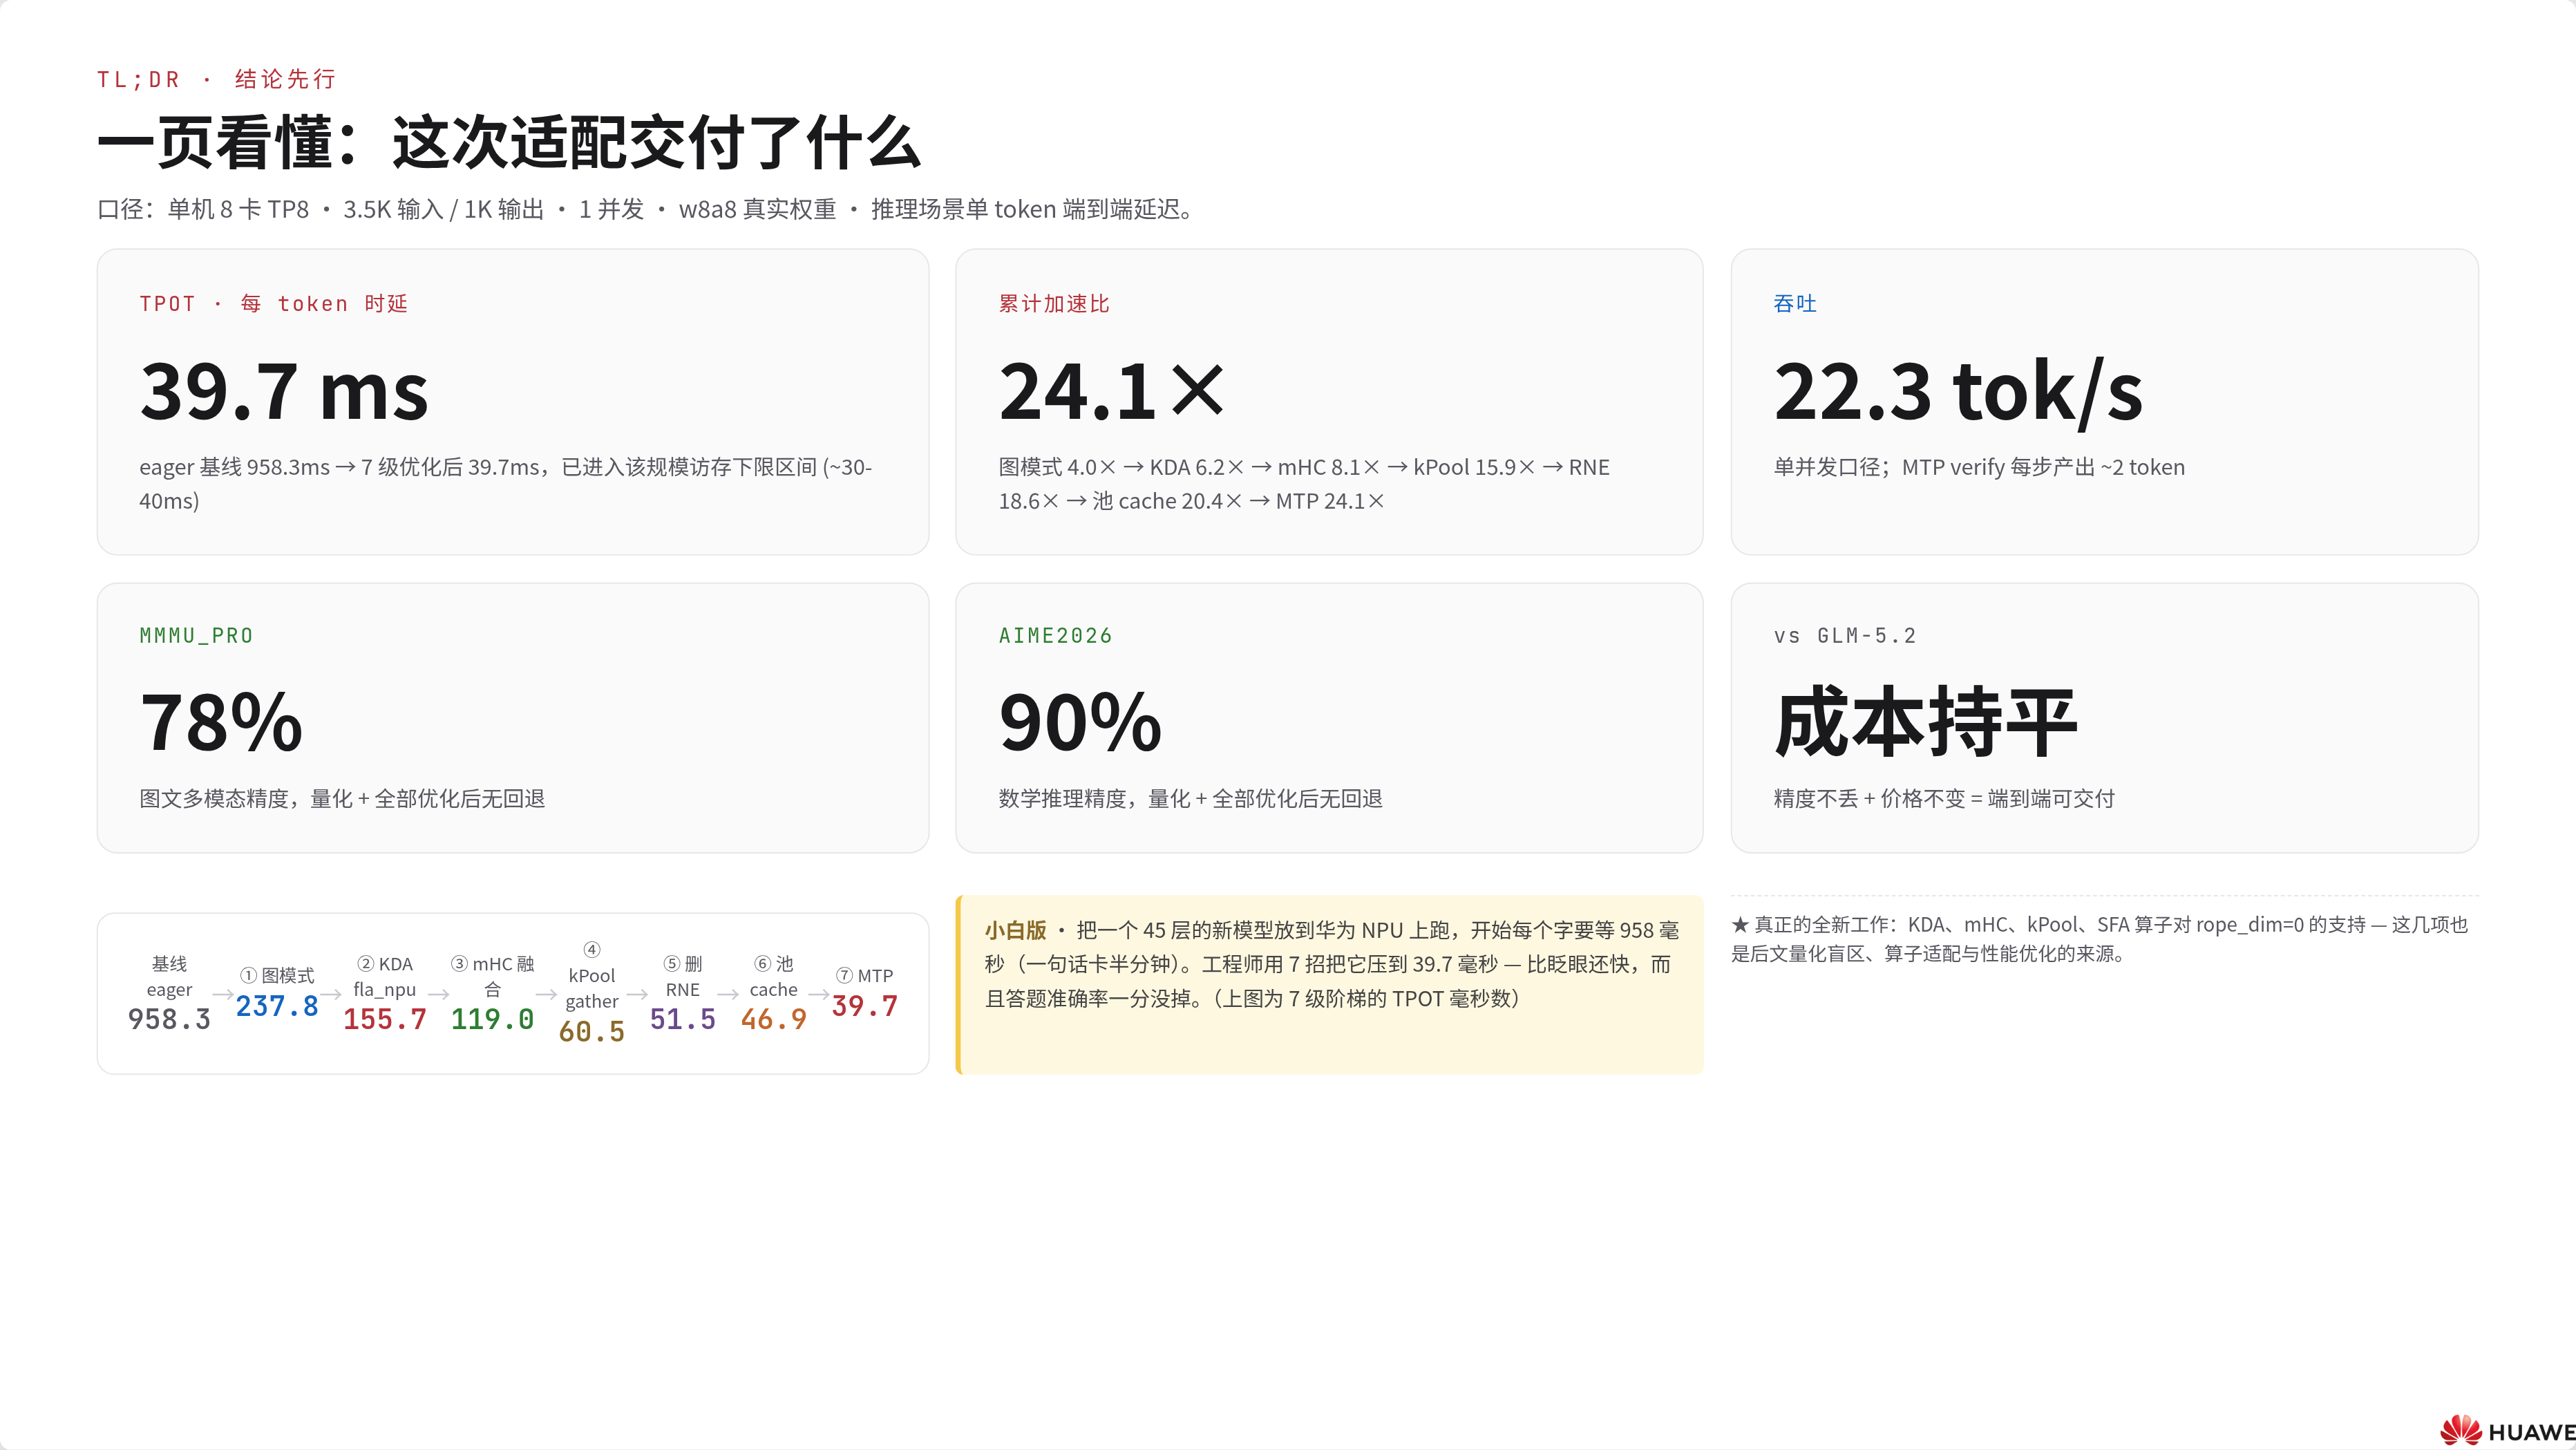 TL;DR · 结论先行
一页看懂：这次适配交付了什么
口径：单机 8 卡 TP8 • 3.5K 输入 / 1K 输出 • 1 并发 • w8a8 真实权重 • 推理场景单 token 端到端延迟。
TPOT · 每 token 时延
39.7 ms
eager 基线 958.3ms → 7 级优化后 39.7ms，已进入该规模访存下限区间 (~30-
40ms)
累计加速比
24.1×
图模式 4.0× → KDA 6.2× → mHC 8.1× → kPool 15.9× → RNE
18.6× → 池 cache 20.4× → MTP 24.1×
吞吐
22.3 tok/s
单并发口径；MTP verify 每步产出 ~2 token
MMMU_PRO
78%
图文多模态精度，量化 + 全部优化后无回退
AIME2026
90%
数学推理精度，量化 + 全部优化后无回退
vs GLM-5.2
成本持平
精度不丢 + 价格不变 = 端到端可交付
基线
eager
958.3
→
① 图模式
237.8
→
② KDA
fla_npu
155.7
→
③ mHC 融
合
119.0
→
④
kPool
gather
60.5
→
⑤ 删
RNE
51.5
→
⑥ 池
cache
46.9
→
⑦ MTP
39.7
小白版 • 把一个 45 层的新模型放到华为 NPU 上跑，开始每个字要等 958 毫
秒（一句话卡半分钟）。工程师用 7 招把它压到 39.7 毫秒 — 比眨眼还快，而
且答题准确率一分没掉。（上图为 7 级阶梯的 TPOT 毫秒数）
★ 真正的全新工作：KDA、mHC、kPool、SFA 算子对 rope_dim=0 的支持 — 这几项也
是后文量化盲区、算子适配与性能优化的来源。
HUAWE